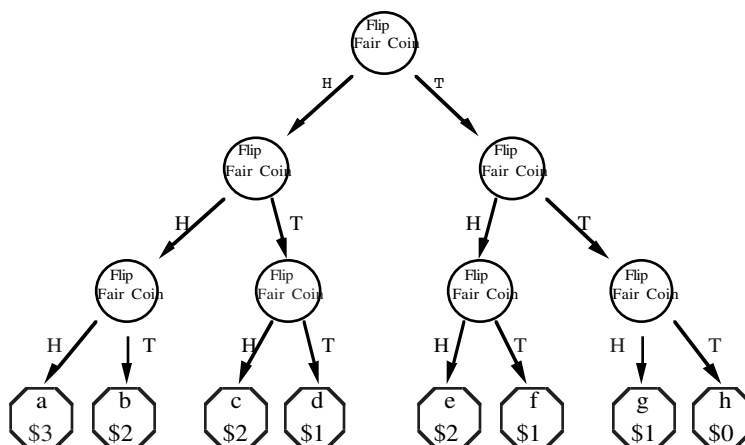 Flip
Fair Coin
H
T
Flip
Fair Coin
Flip
Fair Coin
H
T
H
T
Flip
Fair Coin
Flip
Fair Coin
Flip
Fair Coin
Flip
Fair Coin
H
T
H
T
H
T
H
T
a
$3
b
$2
c
$2
d
$1
e
$2
f
$1
g
$1
h
$0